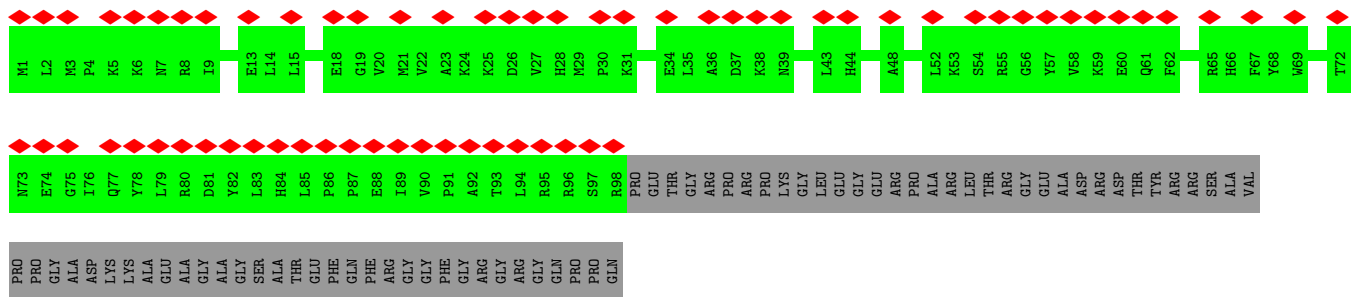 M1 L2 M3 P4 K5 K6 N7 R8 I9 E13 L14 L15 E18 G19 V20 M21 V22 A23 K24 K25 D26 V27 H28 M29 P30 K31 E34 L35 A36 D37 K38 N39 L43 H44 A48 L52 K53 S54 R55 G56 Y57 V58 K59 E60 Q61 F62 R65 H66 F67 Y68 W69 T72
N73 E74 G75 I76 Q77 Y78 L79 R80 D81 Y82 L83 H84 L85 P86 P87 E88 I89 V90 P91 A92 T93 L94 R95 R96 S97 R98 PRO GLU THR GLY ARG PRO ARG PRO LYS GLY LEU GLU GLY GLU ARG PRO ALA ARG LEU THR ARG GLY GLU ALA ASP ARG ASP THR TYR ARG ARG SER ALA VAL
PRO PRO GLY ALA ASP LYS LYS ALA GLU ALA GLY ALA GLY SER ALA THR GLU PHE GLN PHE ARG GLY GLY PHE GLY ARG GLY ARG GLY GLN PRO PRO GLN